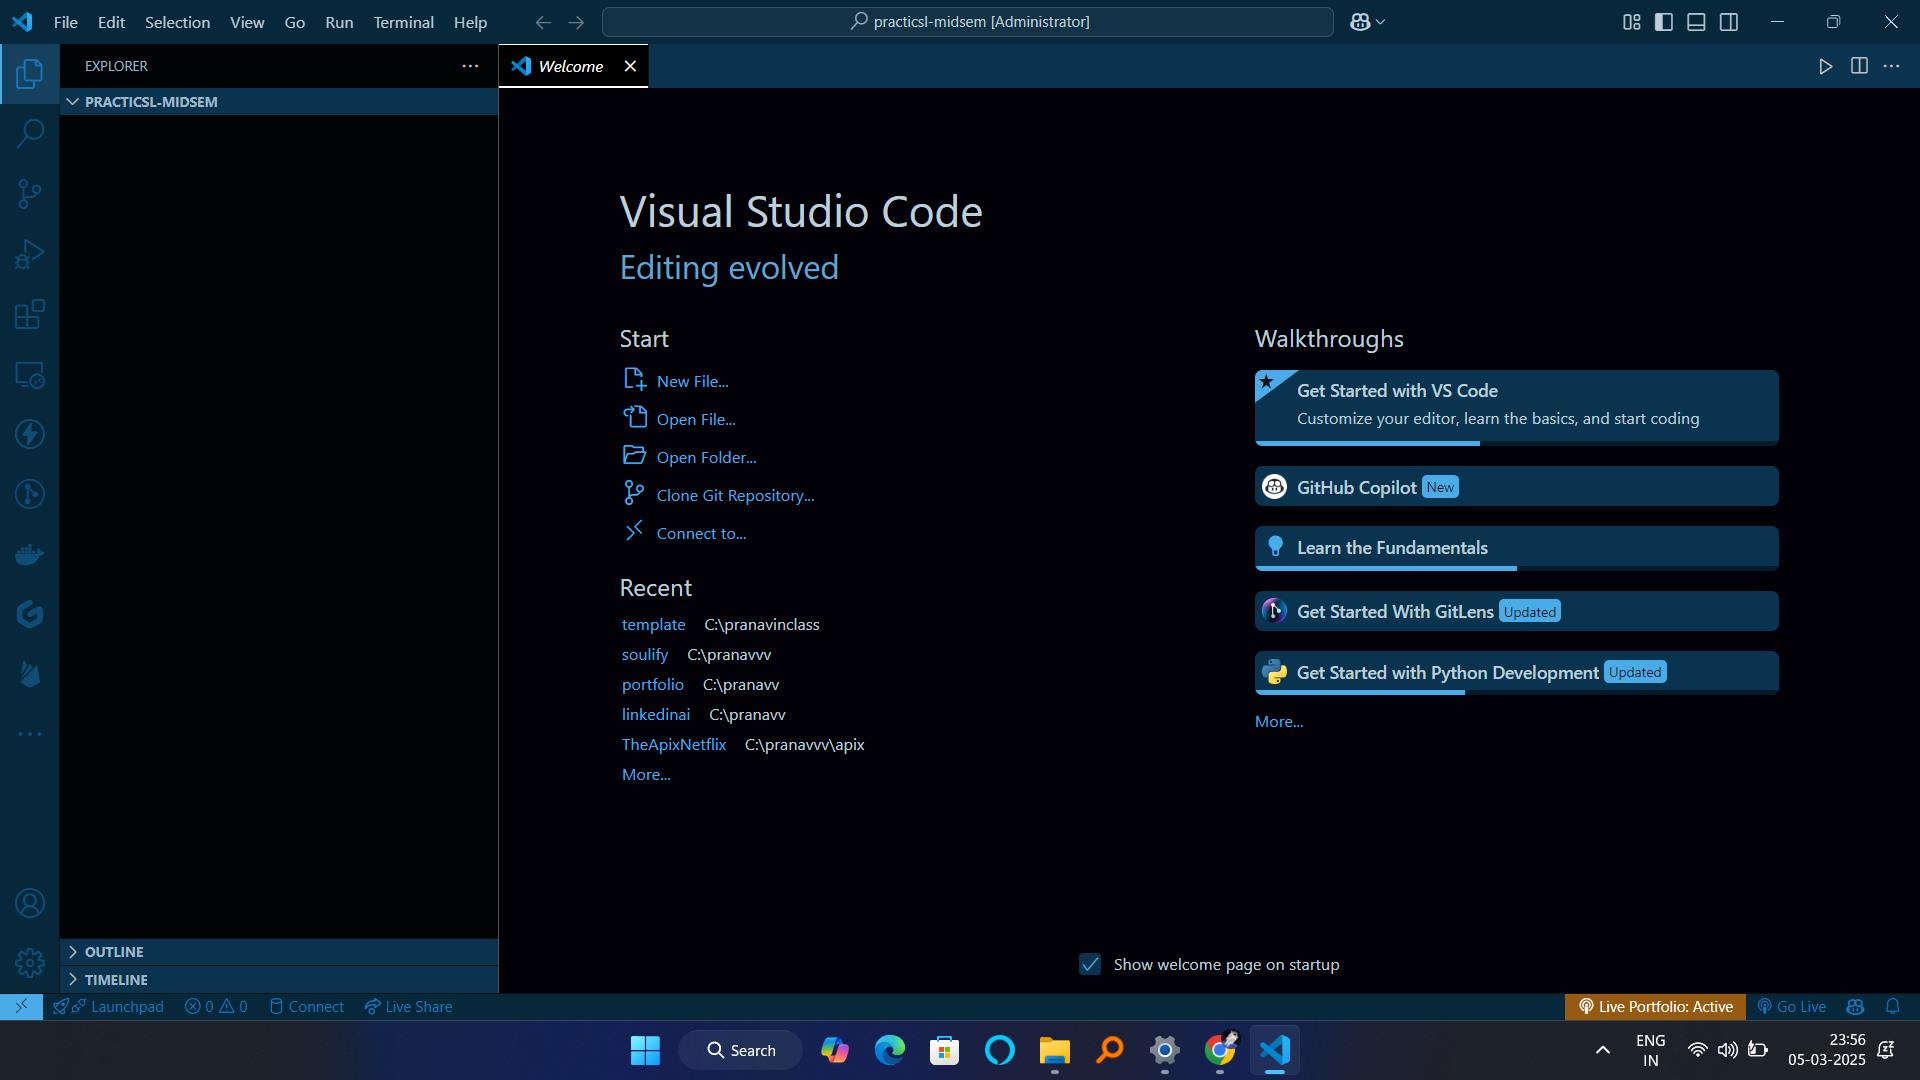 File Edit Selection View Go Run Terminal Help
practicsl-midsem [Administrator]
EXPLORER
PRACTICSL-MIDSEM
OUTLINE
TIMELINE
Welcome
Visual Studio Code
Editing evolved
Start
New File...
Open File...
Open Folder...
Clone Git Repository...
Connect to...
Recent
template C:\pranavinclass
soulify C:\pranavvv
portfolio C:\pranavv
linkedinai C:\pranavv
TheApixNetflix C:\pranavvv\apix
More...
Walkthroughs
Get Started with VS Code
Customize your editor, learn the basics, and start coding
GitHub Copilot New
Learn the Fundamentals
Get Started With GitLens Updated
Get Started with Python Development Updated
More...
Show welcome page on startup
Launchpad 0 0 Connect Live Share
Live Portfolio: Active Go Live
Search
ENG
IN
23:56
05-03-2025